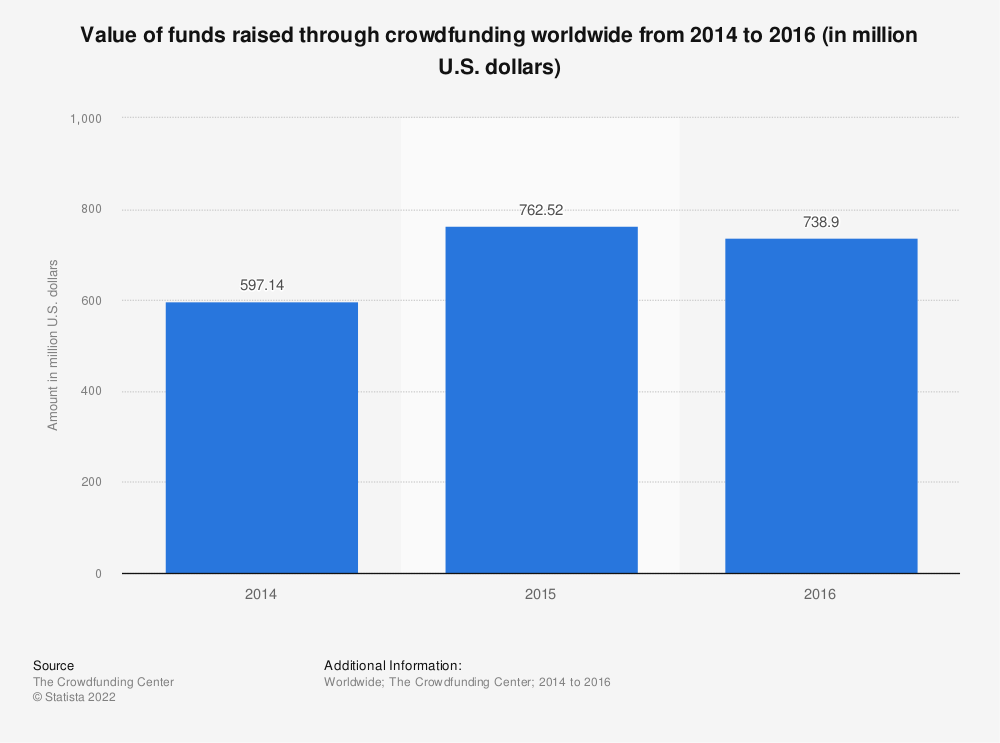 Value of funds raised through crowdfunding worldwide from 2014 to 2016 (in million
U.S. dollars)
Amount in million U.S. dollars
1,000
800
600
400
200
0
597.14
762.52
738.9
2014
2015
2016
Source
The Crowdfunding Center
© Statista 2022
Additional Information:
Worldwide; The Crowdfunding Center; 2014 to 2016